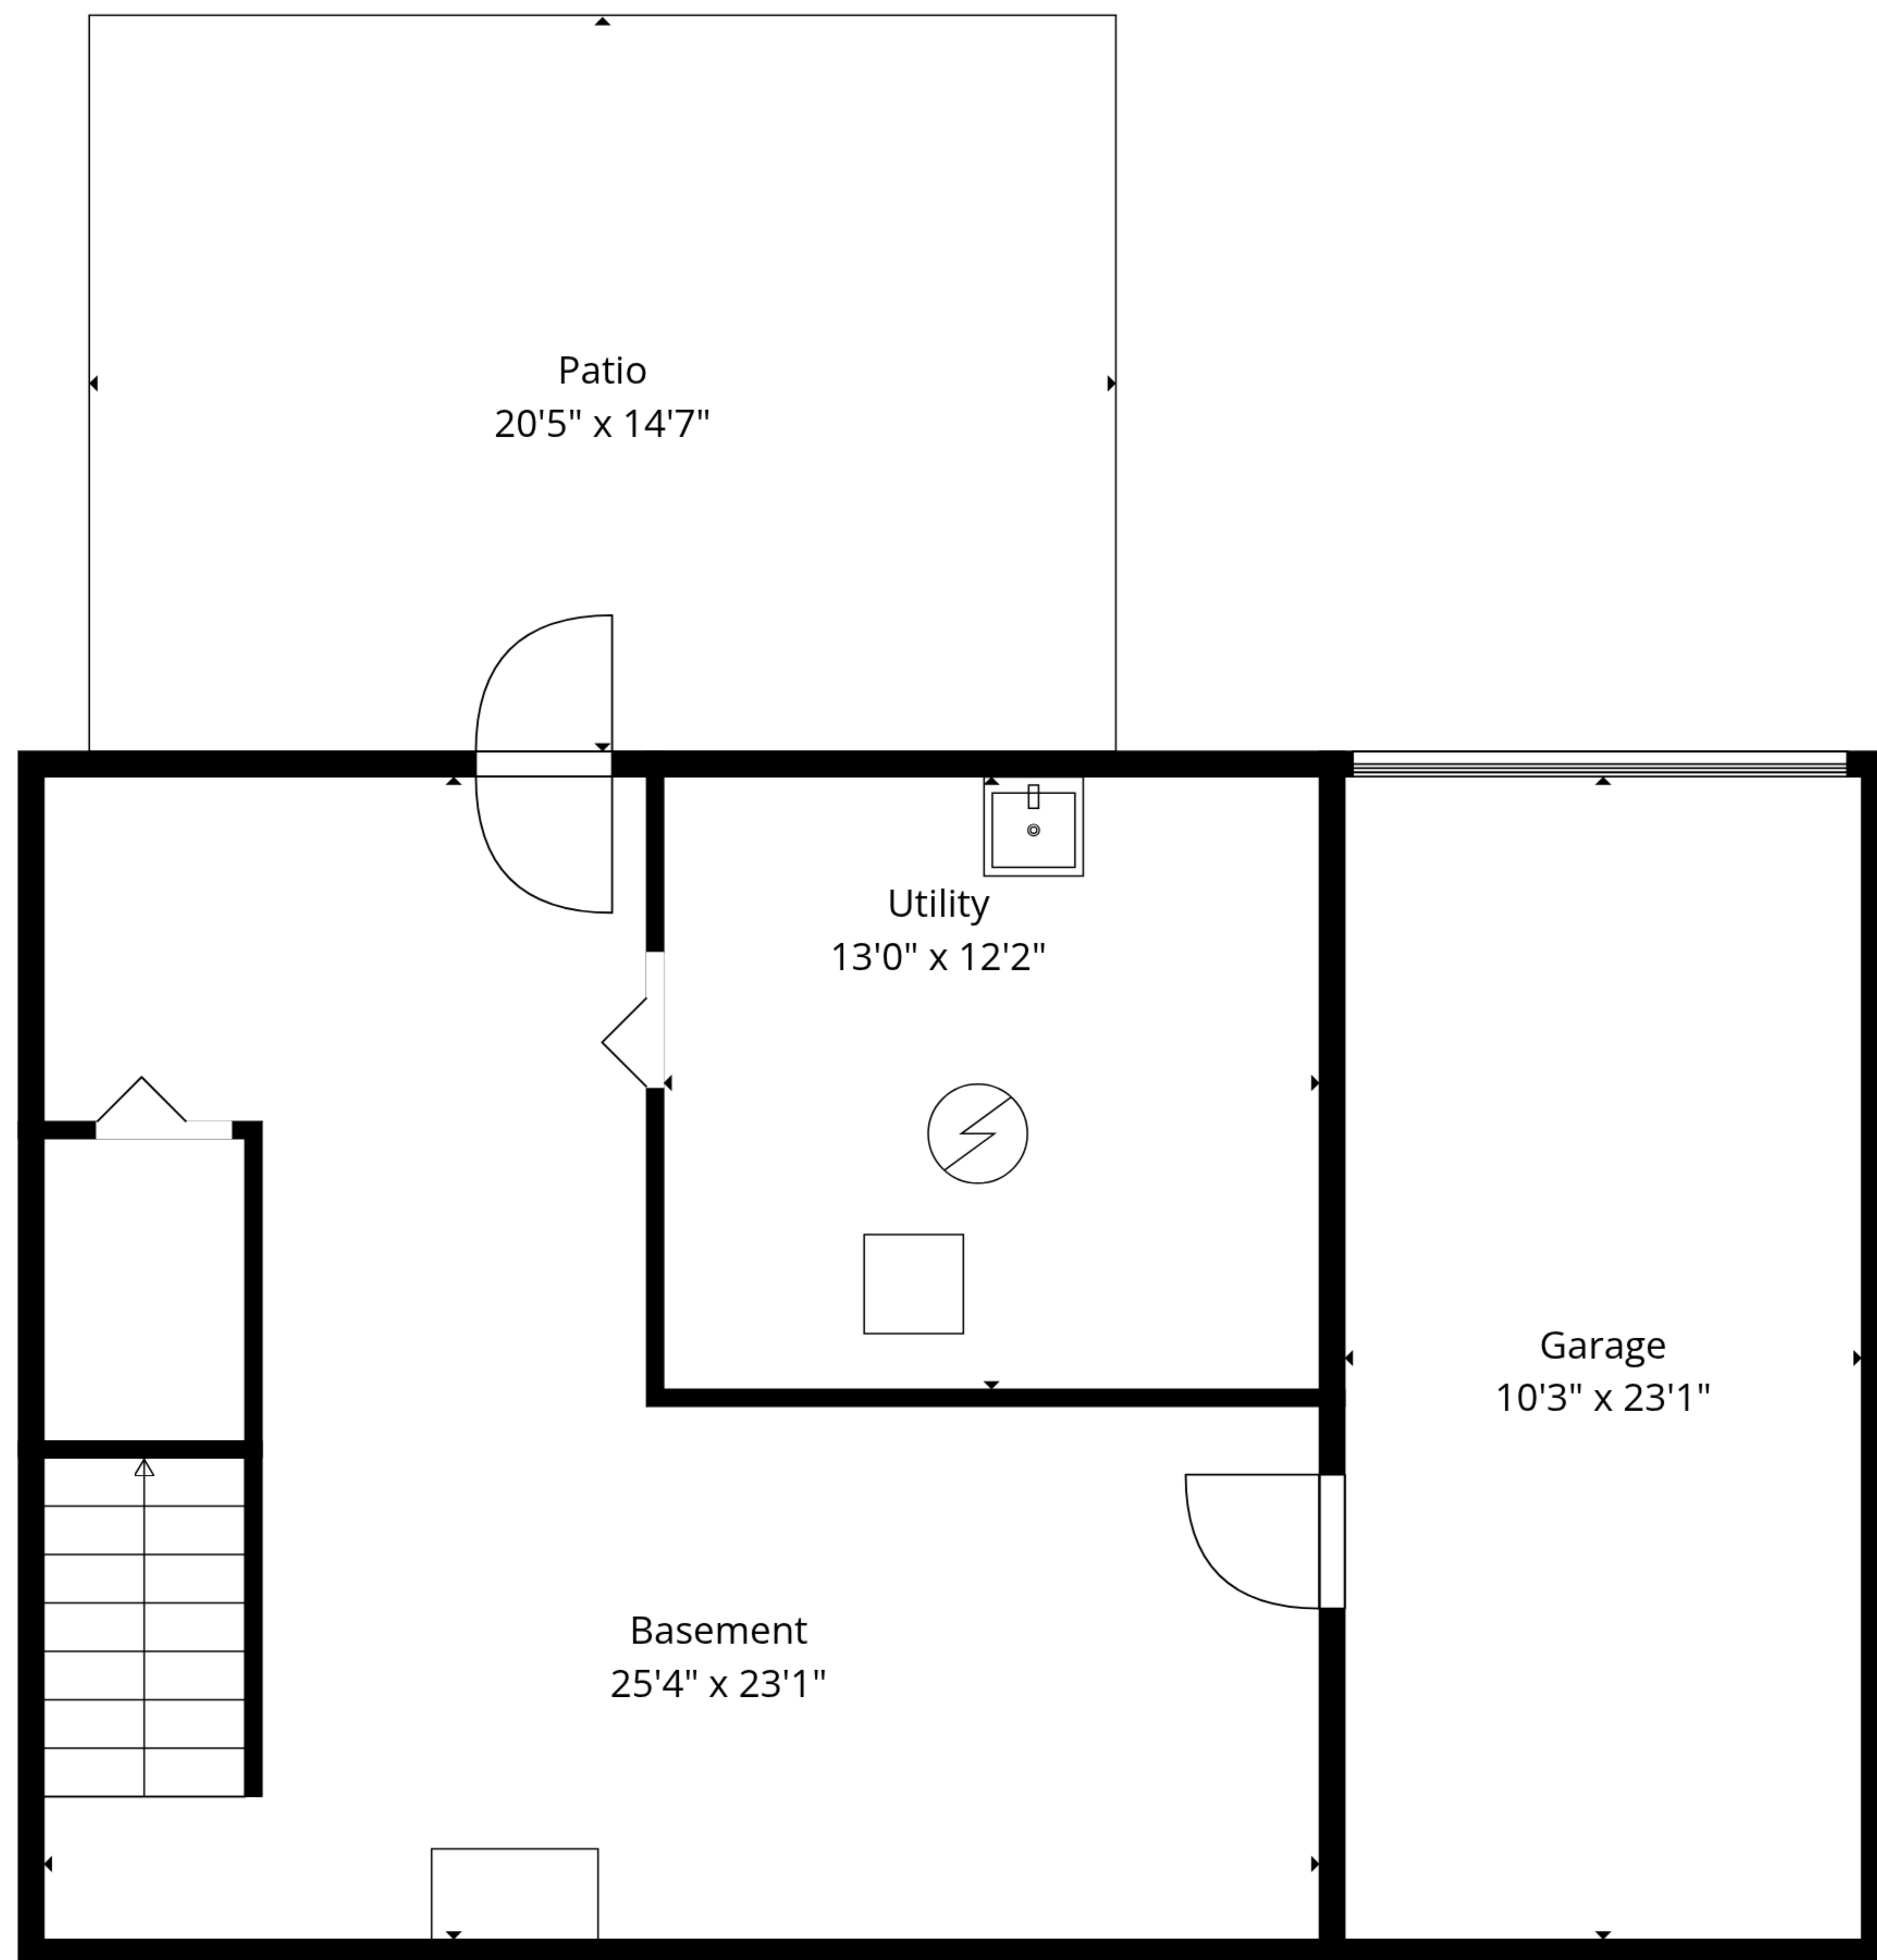 Patio
20'5" x 14'7"
Utility
13'0" x 12'2"
Garage
10'3" x 23'1"
Basement
25'4" x 23'1"